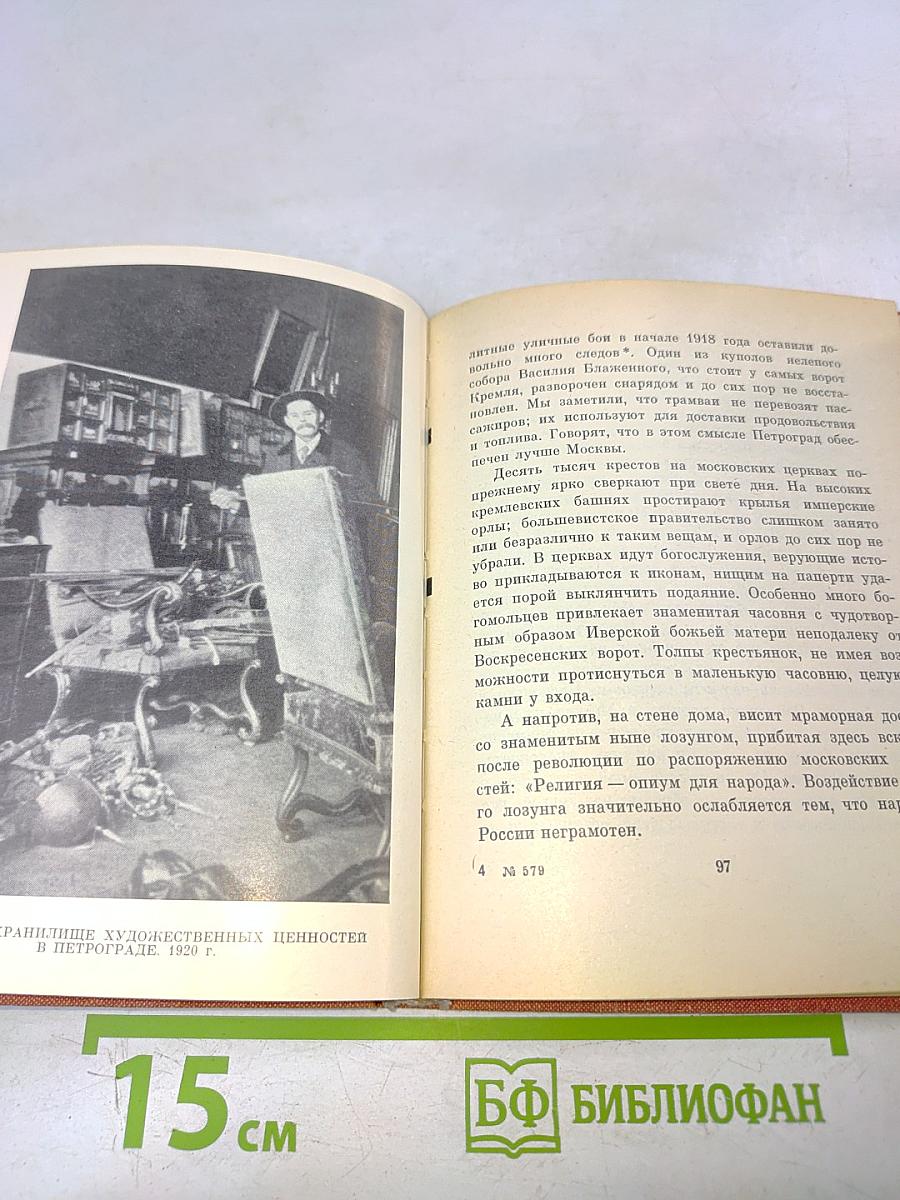 ХРАНИЛИЩЕ ХУДОЖЕСТВЕННЫХ ЦЕННОСТЕЙ
В ПЕТРОГРАДЕ. 1920 г.
литные уличные бои в начале 1918 года оставили до-
вольно много следов*. Один из куполов нелепого
собора Василия Блаженного, что стоит у самых ворот
Кремля, разворочен снарядом и до сих пор не восста-
новлен. Мы заметили, что трамваи не перевозят пас-
сажиров; их используют для доставки продовольствия
и топлива. Говорят, что в этом смысле Петроград обес-
печен лучше Москвы.
Десять тысяч крестов на московских церквах по-
прежнему ярко сверкают при свете дня. На высоких
кремлевских башнях простирают крылья имперские
орлы; большевистское правительство слишком занято
или безразлично к таким вещам, и орлов до сих пор не
убрали. В церквах идут богослужения, верующие исто-
во прикладываются к иконам, нищим на паперти уда-
ется порой выклянчить подаяние. Особенно много бо-
гомольцев привлекает знаменитая часовня с чудотвор-
ным образом Иверской божьей матери неподалеку от
Воскресенских ворот. Толпы крестьянок, не имея воз
можности протиснуться в маленькую часовню, целую
камни у входа.
А напротив, на стене дома, висит мраморная дос
со знаменитым ныне лозунгом, прибитая здесь вск
после революции по распоряжению московских
стей: «Религия — опиум для народа». Воздействие
го лозунга значительно ослабляется тем, что нар
России неграмотен.
4 № 579
97
15 см
БФ БИБЛИОФАН